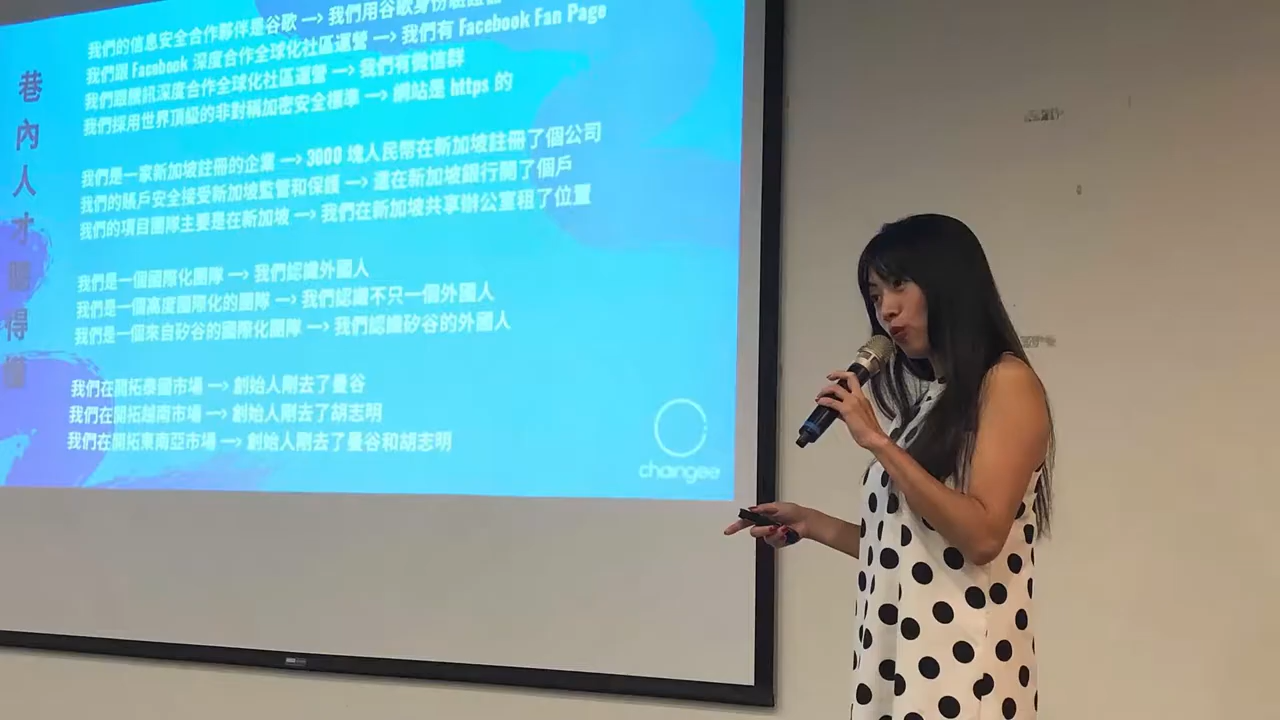 巷內人才聽得懂
我們的信息安全合作夥伴是谷歌 —> 我們用谷歌身份驗證器
我們跟 Facebook 深度合作全球化社區運營 —> 我們有 Facebook Fan Page
我們跟騰訊深度合作全球化社區運營 —> 我們有微信群
我們採用世界頂級的非對稱加密安全標準 —> 網站是 https 的
我們是一家新加坡註冊的企業 —> 3000 塊人民幣在新加坡註冊了個公司
我們的賬戶安全接受新加坡監管和保護 —> 還在新加坡銀行開了個戶
我們的項目團隊主要是在新加坡 —> 我們在新加坡共享辦公室租了位置
我們是一個國際化團隊 —> 我們認識外國人
我們是一個高度國際化的團隊 —> 我們認識不只一個外國人
我們是一個來自矽谷的國際化團隊 —> 我們認識矽谷的外國人
我們在開拓泰國市場 —> 創始人剛去了曼谷
我們在開拓越南市場 —> 創始人剛去了胡志明
我們在開拓東南亞市場 —> 創始人剛去了曼谷和胡志明
changee